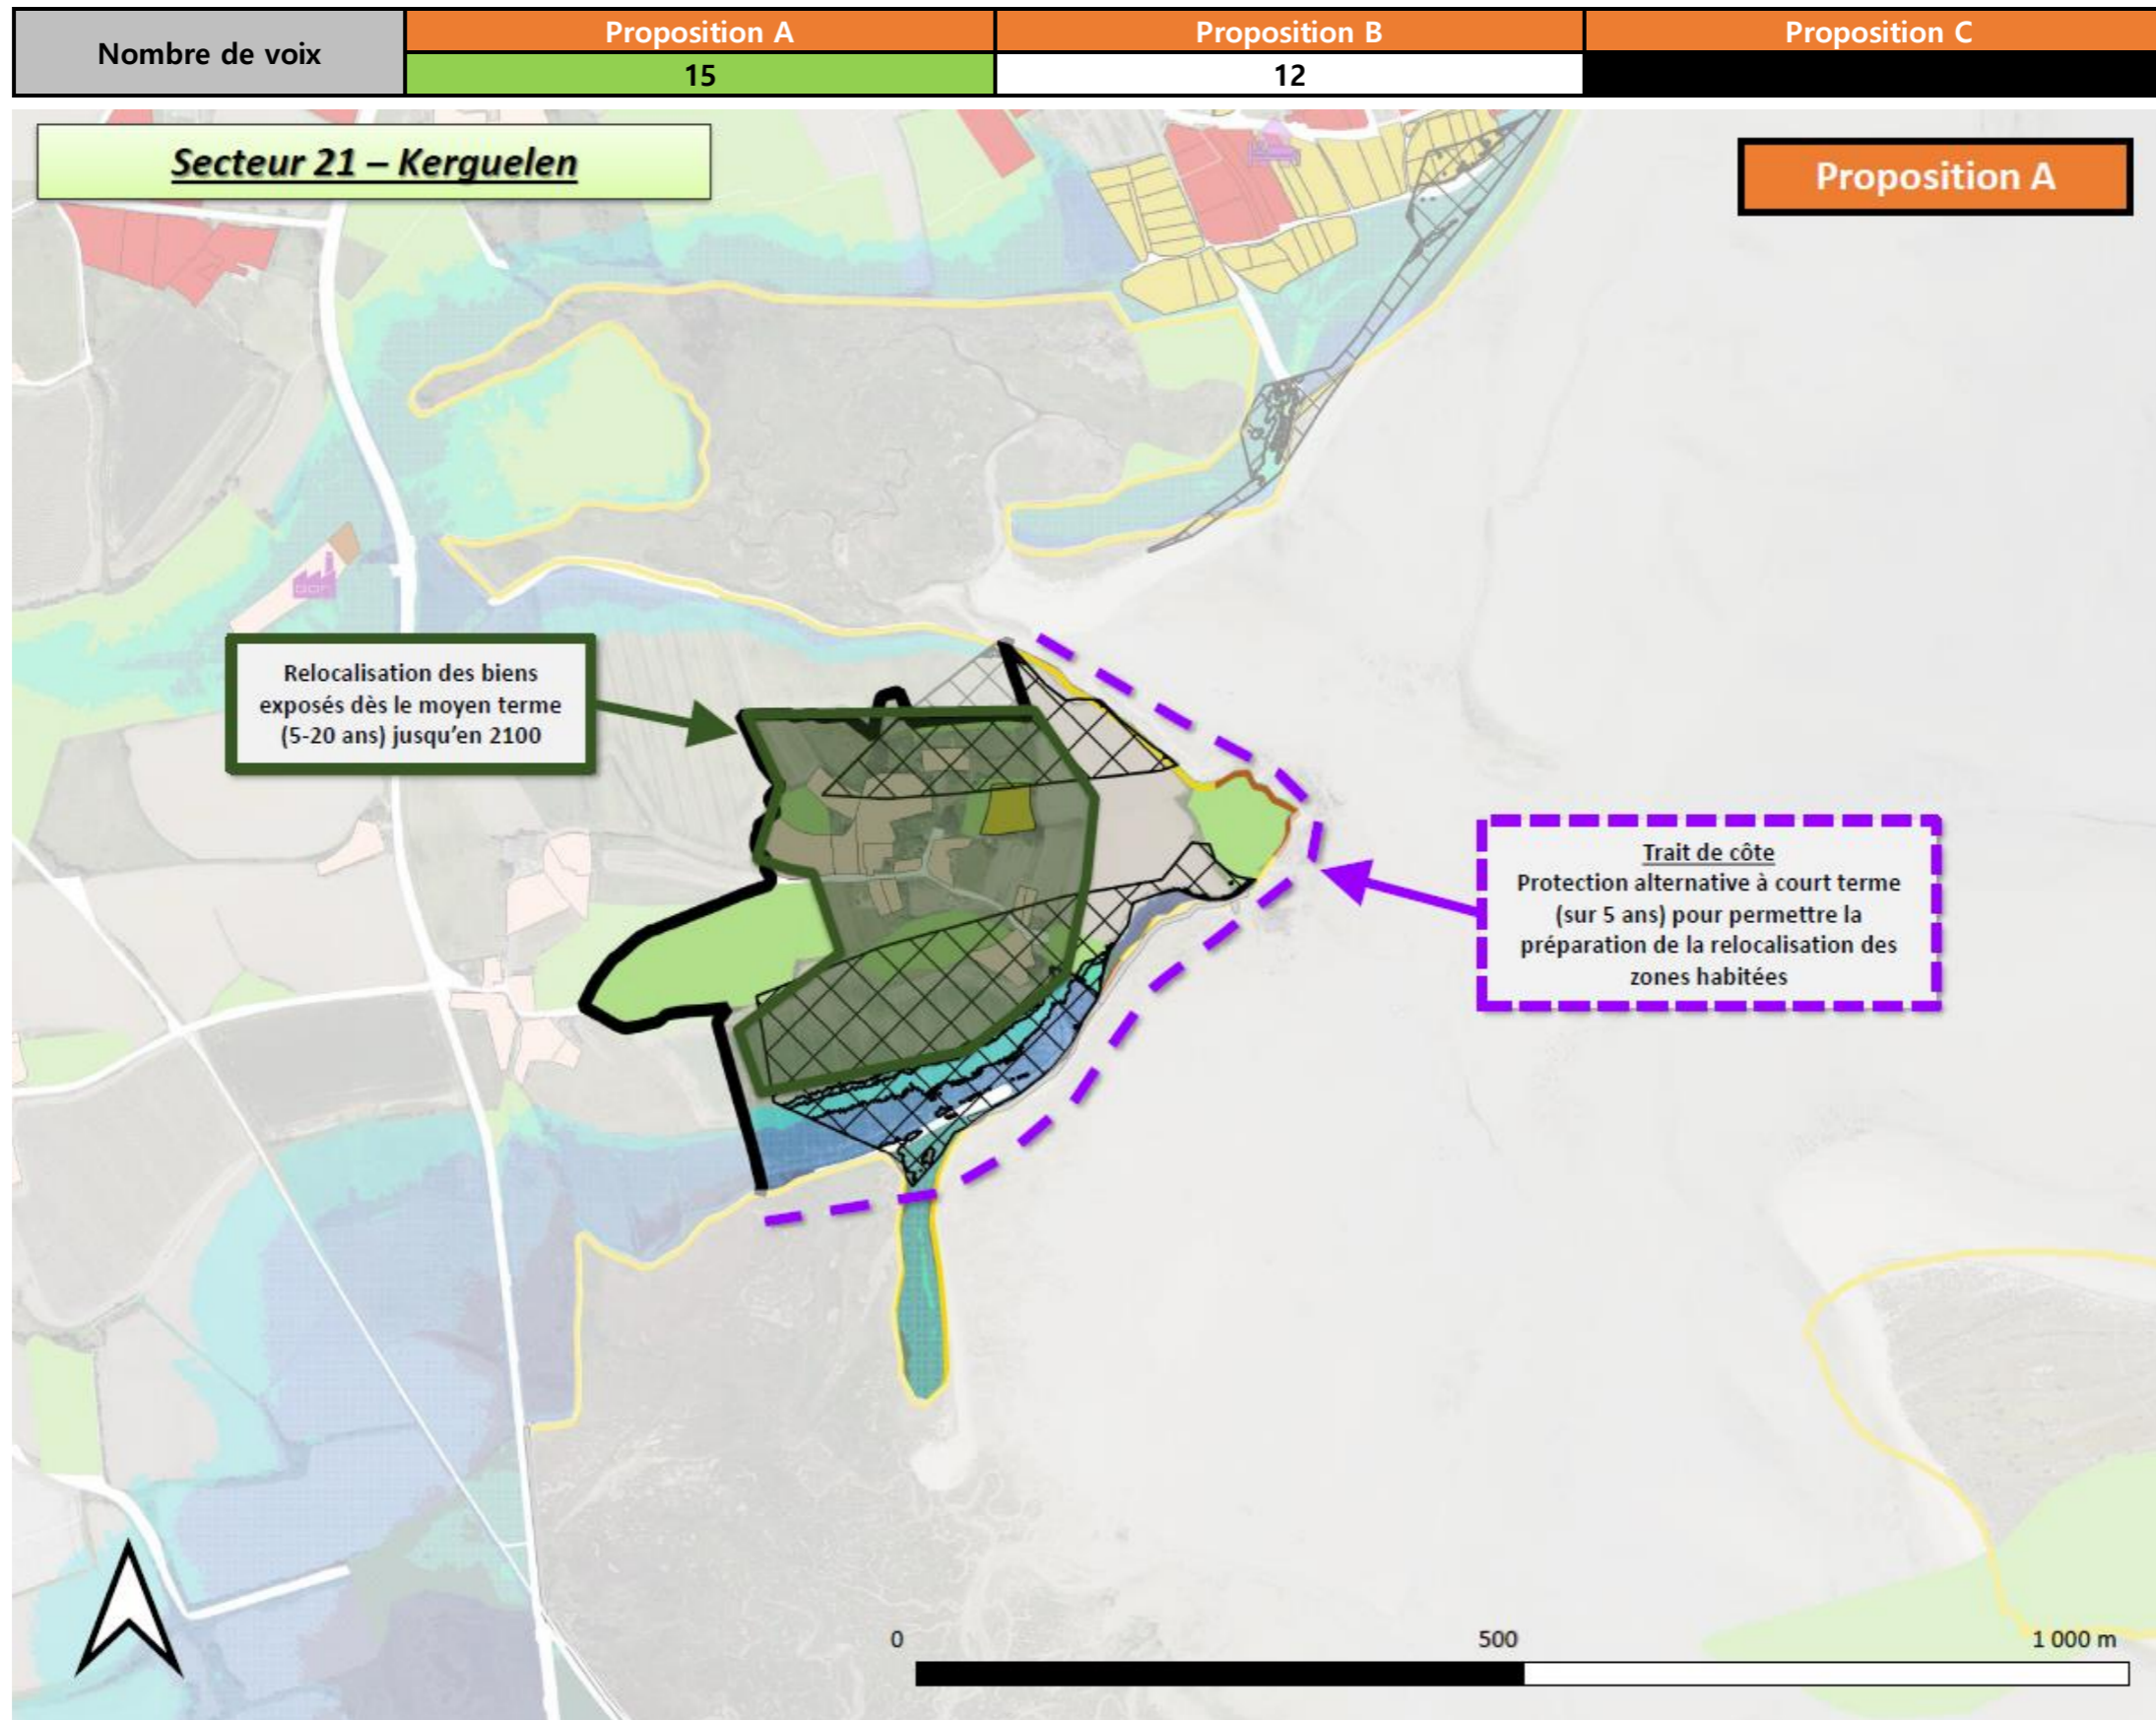 Nombre de voix
Proposition A
Proposition B
Proposition C
15
12
Secteur 21 – Kerguelen
Proposition A
Relocalisation des biens
exposés dès le moyen terme
(5-20 ans) jusqu'en 2100
Trait de côte
Protection alternative à court terme
(sur 5 ans) pour permettre la
préparation de la relocalisation des
zones habitées
0
500
1 000 m